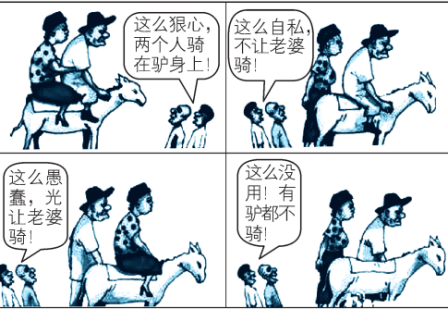 这么狠心，
两个人骑
在驴身上！
这么自私，
不让老婆
骑！
这么愚
蠢，光
让老婆
骑！
这么没
用！有
驴都不
骑！